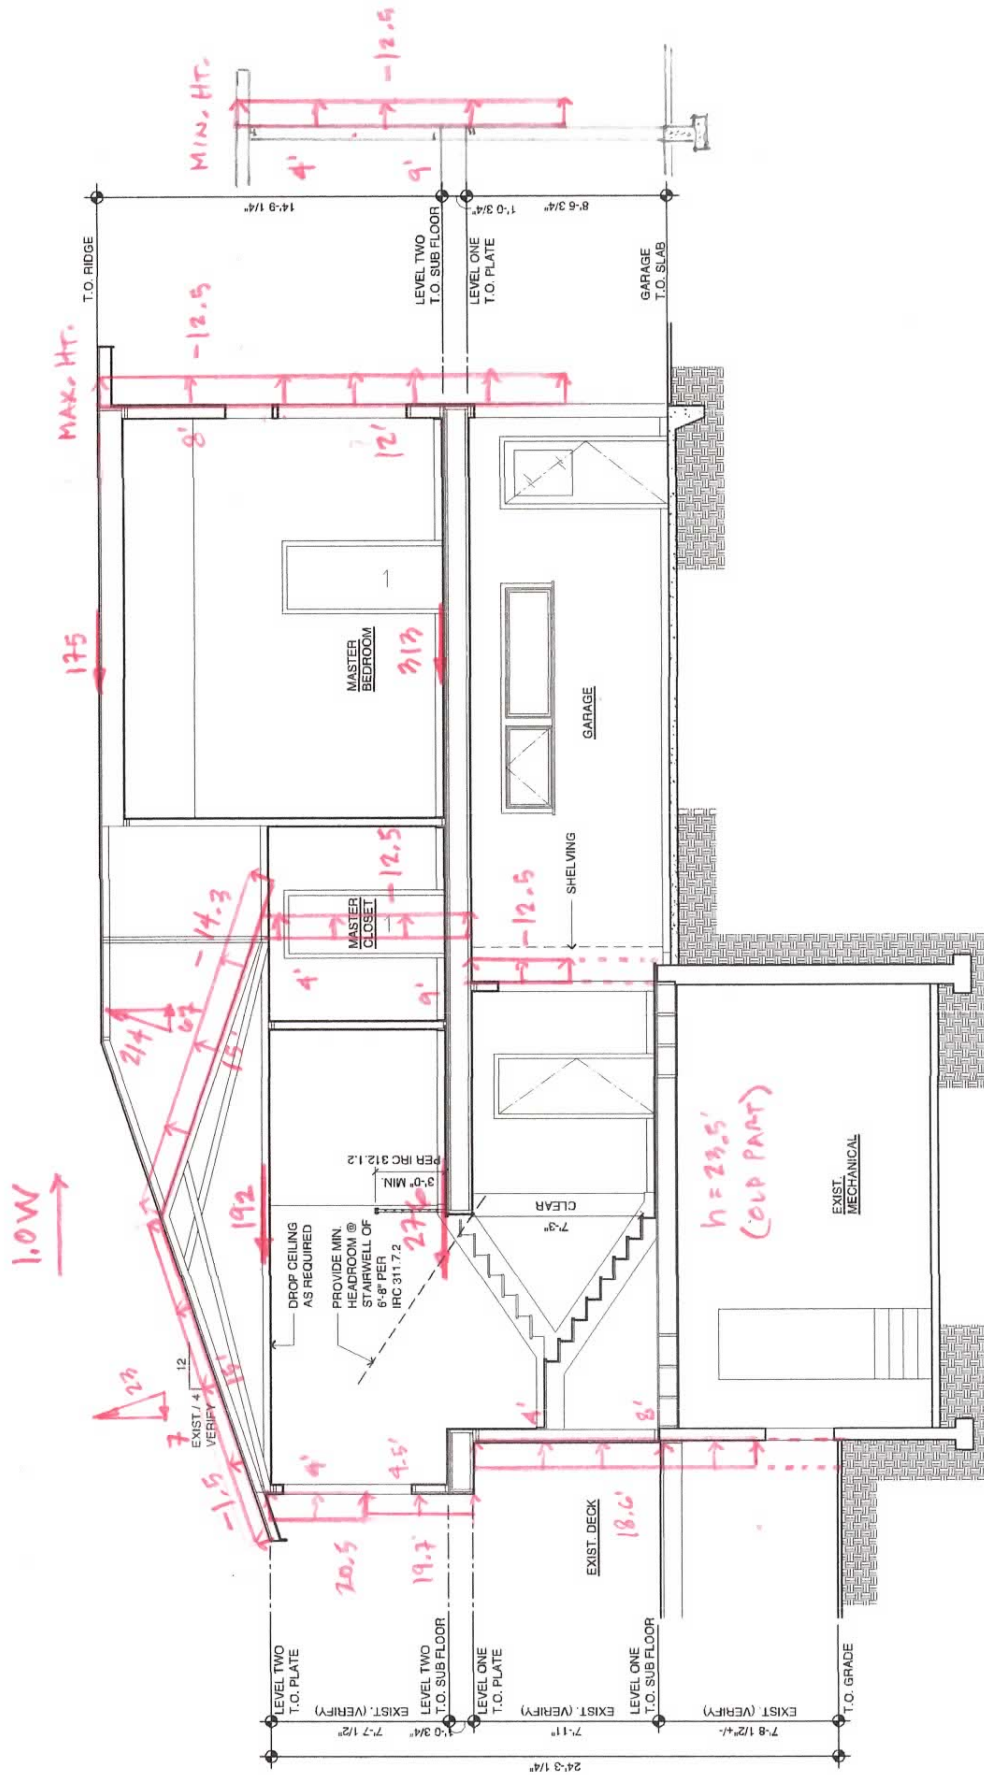 1.0W
MAX. HT.
MIN. HT.
T.O. RIDGE
14'-9 1/4"
LEVEL TWO
T.O. SUB FLOOR
1'-0 3/4"
LEVEL ONE
T.O. PLATE
8'-6 3/4"
GARAGE
T.O. SLAB
-12.5
4'
9'
-12.5
8'
12'
175
313
MASTER
BEDROOM
GARAGE
SHELVING
-14.3
15'
214
67
MASTER
CLOSET
-12.5
4'
9'
-12.5
192
DROP CEILING
AS REQUIRED
3'-0" MIN.
PER IRC 312.1.2
PROVIDE MIN.
HEADROOM @
STAIRWELL OF
6'-8" PER
IRC 311.7.2
7'-3"
CLEAR
23
7
12
EXIST./ 4
VERIFY
15'
-1.5
4.5'
20.5
19.7
4'
8'
18.6'
EXIST. DECK
h = 23.5'
(OLD PART)
EXIST.
MECHANICAL
LEVEL TWO
T.O. PLATE
7'-7 1/2"
EXIST. (VERIFY)
LEVEL TWO
T.O. SUB FLOOR
1'-0 3/4"
LEVEL ONE
T.O. PLATE
7'-11"
EXIST. (VERIFY)
LEVEL ONE
T.O. SUB FLOOR
7'-8 1/2"+/-
EXIST. (VERIFY)
T.O. GRADE
24'-3 1/4"